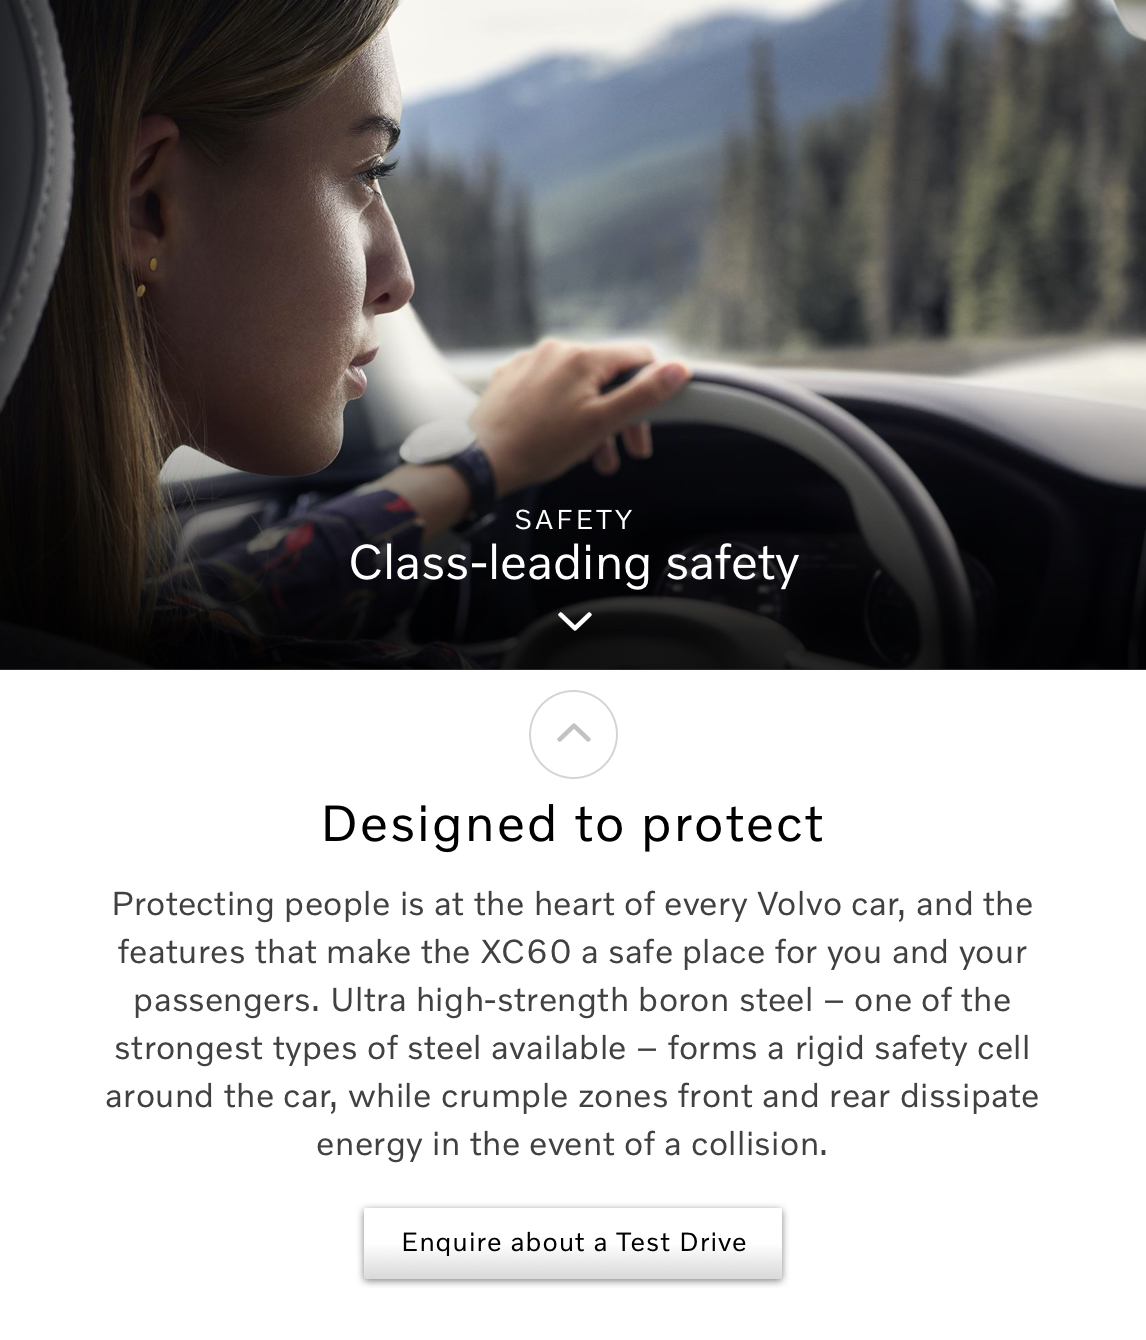 SAFETY
Class-leading safety
Designed to protect
Protecting people is at the heart of every Volvo car, and the
features that make the XC60 a safe place for you and your
passengers. Ultra high-strength boron steel – one of the
strongest types of steel available – forms a rigid safety cell
around the car, while crumple zones front and rear dissipate
energy in the event of a collision.
Enquire about a Test Drive